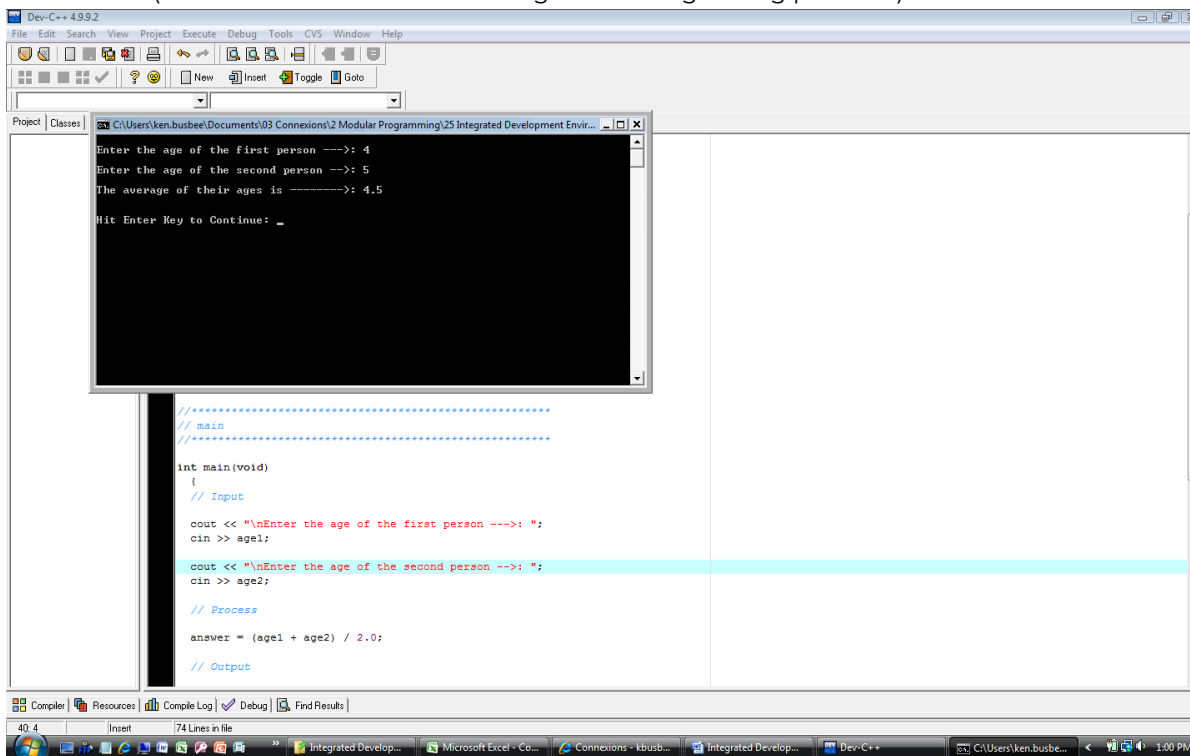 Dev-C++ 4.9.9.2
File Edit Search View Project Execute Debug Tools CVS Window Help
New Insert Toggle Goto
Project Classes
C:\Users\ken.busbee\Documents\03 Connexions\2 Modular Programming\25 Integrated Development Envir...
Enter the age of the first person --->: 4
Enter the age of the second person -->: 5
The average of their ages is -------->: 4.5
Hit Enter Key to Continue: _
//******************************************************
// main
//******************************************************
int main(void)
{
// Input
cout << "\nEnter the age of the first person --->: ";
cin >> age1;
cout << "\nEnter the age of the second person -->: ";
cin >> age2;
// Process
answer = (age1 + age2) / 2.0;
// Output
Compiler Resources Compile Log Debug Find Results
40: 4 Insert 74 Lines in file
Integrated Develop... Microsoft Excel - Co... Connexions - kbusb... Integrated Develop... Dev-C++ C:\Users\ken.busbe... 1:00 PM